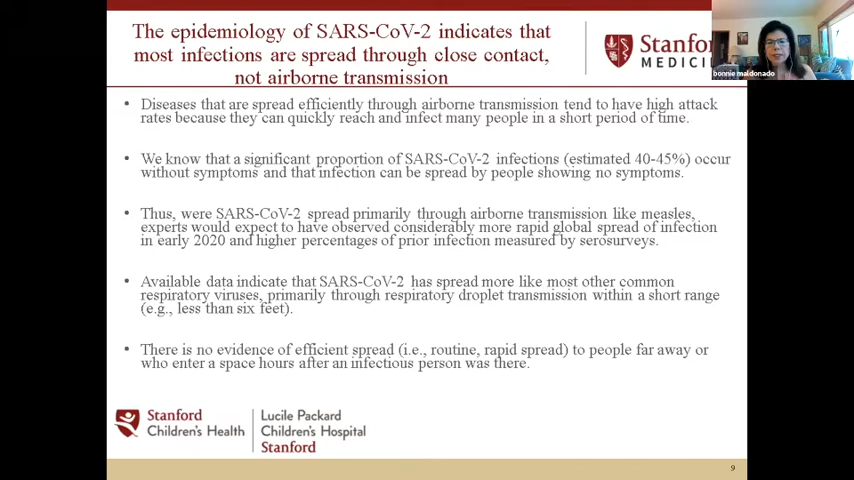 The epidemiology of SARS-CoV-2 indicates that
most infections are spread through close contact,
not airborne transmission
Stanf
MEDICI
bonnie maldonado
• Diseases that are spread efficiently through airborne transmission tend to have high attack
rates because they can quickly reach and infect many people in a short period of time.
• We know that a significant proportion of SARS-CoV-2 infections (estimated 40-45%) occur
without symptoms and that infection can be spread by people showing no symptoms.
• Thus, were SARS-CoV-2 spread primarily through airborne transmission like measles,
experts would expect to have observed considerably more rapid global spread of infection
in early 2020 and higher percentages of prior infection measured by serosurveys.
• Available data indicate that SARS-CoV-2 has spread more like most other common
respiratory viruses, primarily through respiratory droplet transmission within a short range
(e.g., less than six feet).
• There is no evidence of efficient spread (i.e., routine, rapid spread) to people far away or
who enter a space hours after an infectious person was there.
Stanford
Children's Health
Lucile Packard
Children's Hospital
Stanford
9